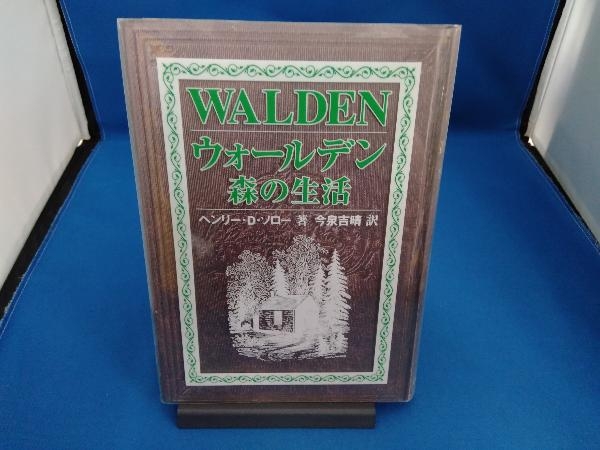 WALDEN
ウォールデン
森の生活
ヘンリー・D・ソロー 著 今泉吉晴 訳